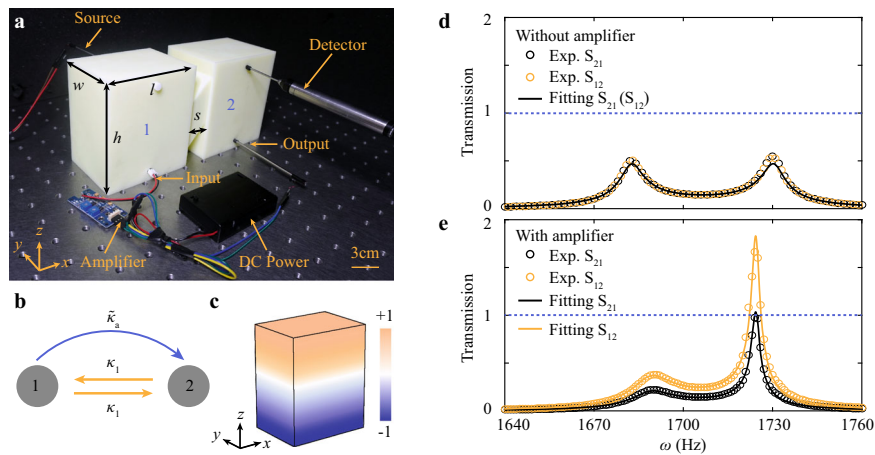 a
Source
Detector
w
l
2
1
s
h
Output
Input
z
y
x
Amplifier
DC Power
3cm
b
κ̃ₐ
1
2
κ₁
κ₁
c
+1
-1
z
y
x
d
2
1
0
Transmission
Without amplifier
Exp. S₂₁
Exp. S₁₂
Fitting S₂₁ (S₁₂)
e
2
1
0
Transmission
With amplifier
Exp. S₂₁
Exp. S₁₂
Fitting S₂₁
Fitting S₁₂
1640 1670 1700 1730 1760
ω (Hz)